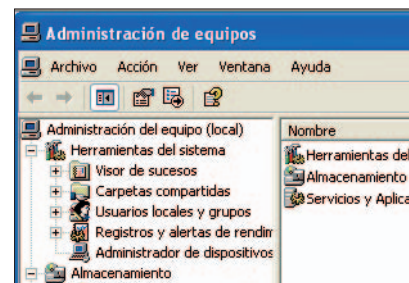 Administración de equipos
Archivo Acción Ver Ventana Ayuda
Administración del equipo (local)
Herramientas del sistema
Visor de sucesos
Carpetas compartidas
Usuarios locales y grupos
Registros y alertas de rendim
Administrador de dispositivos
Almacenamiento
Nombre
Herramientas del
Almacenamiento
Servicios y Aplica